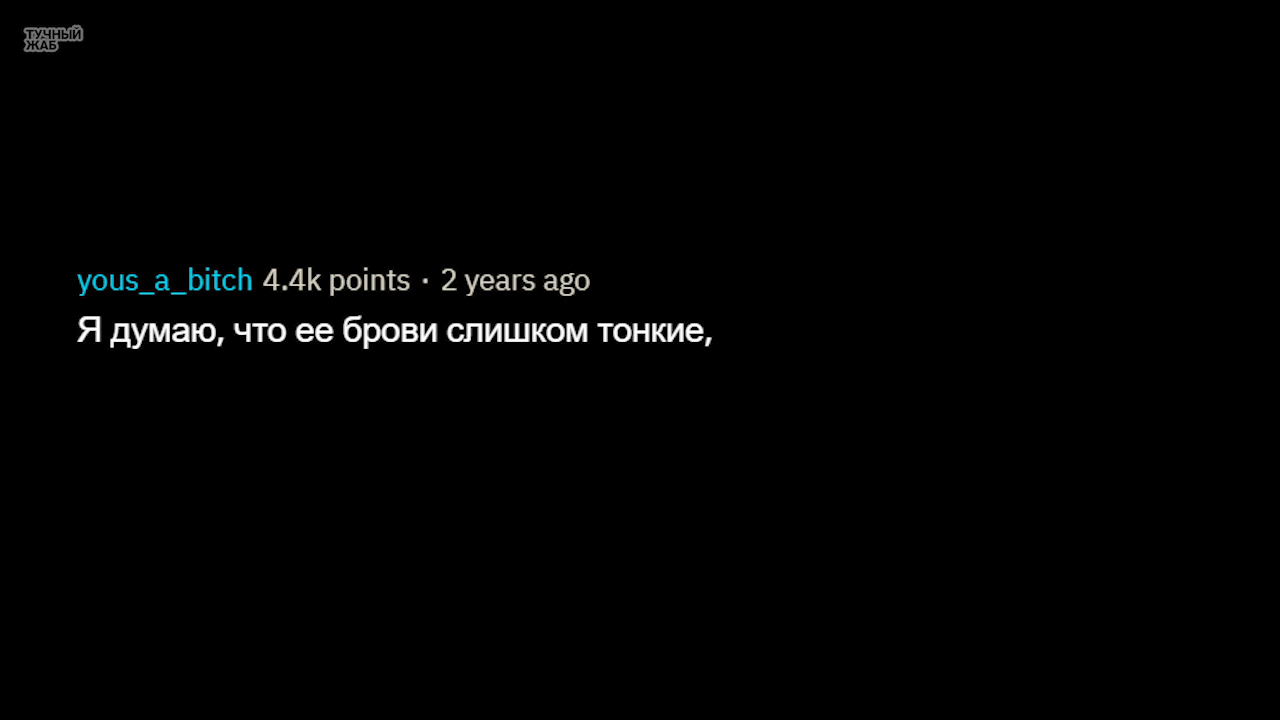 ТУЧНЫЙ
ЖАБ
yous_a_bitch 4.4k points · 2 years ago
Я думаю, что ее брови слишком тонкие,